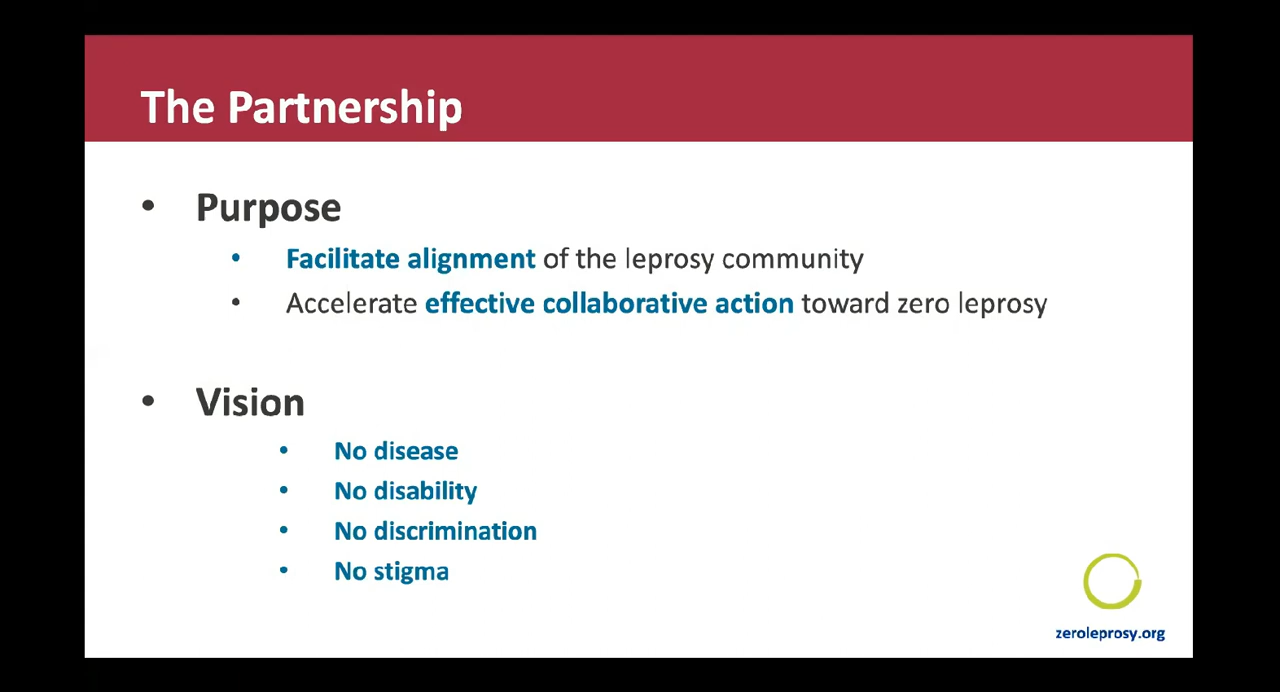 The Partnership
• Purpose
• Facilitate alignment of the leprosy community
• Accelerate effective collaborative action toward zero leprosy
• Vision
• No disease
• No disability
• No discrimination
• No stigma
zeroleprosy.org